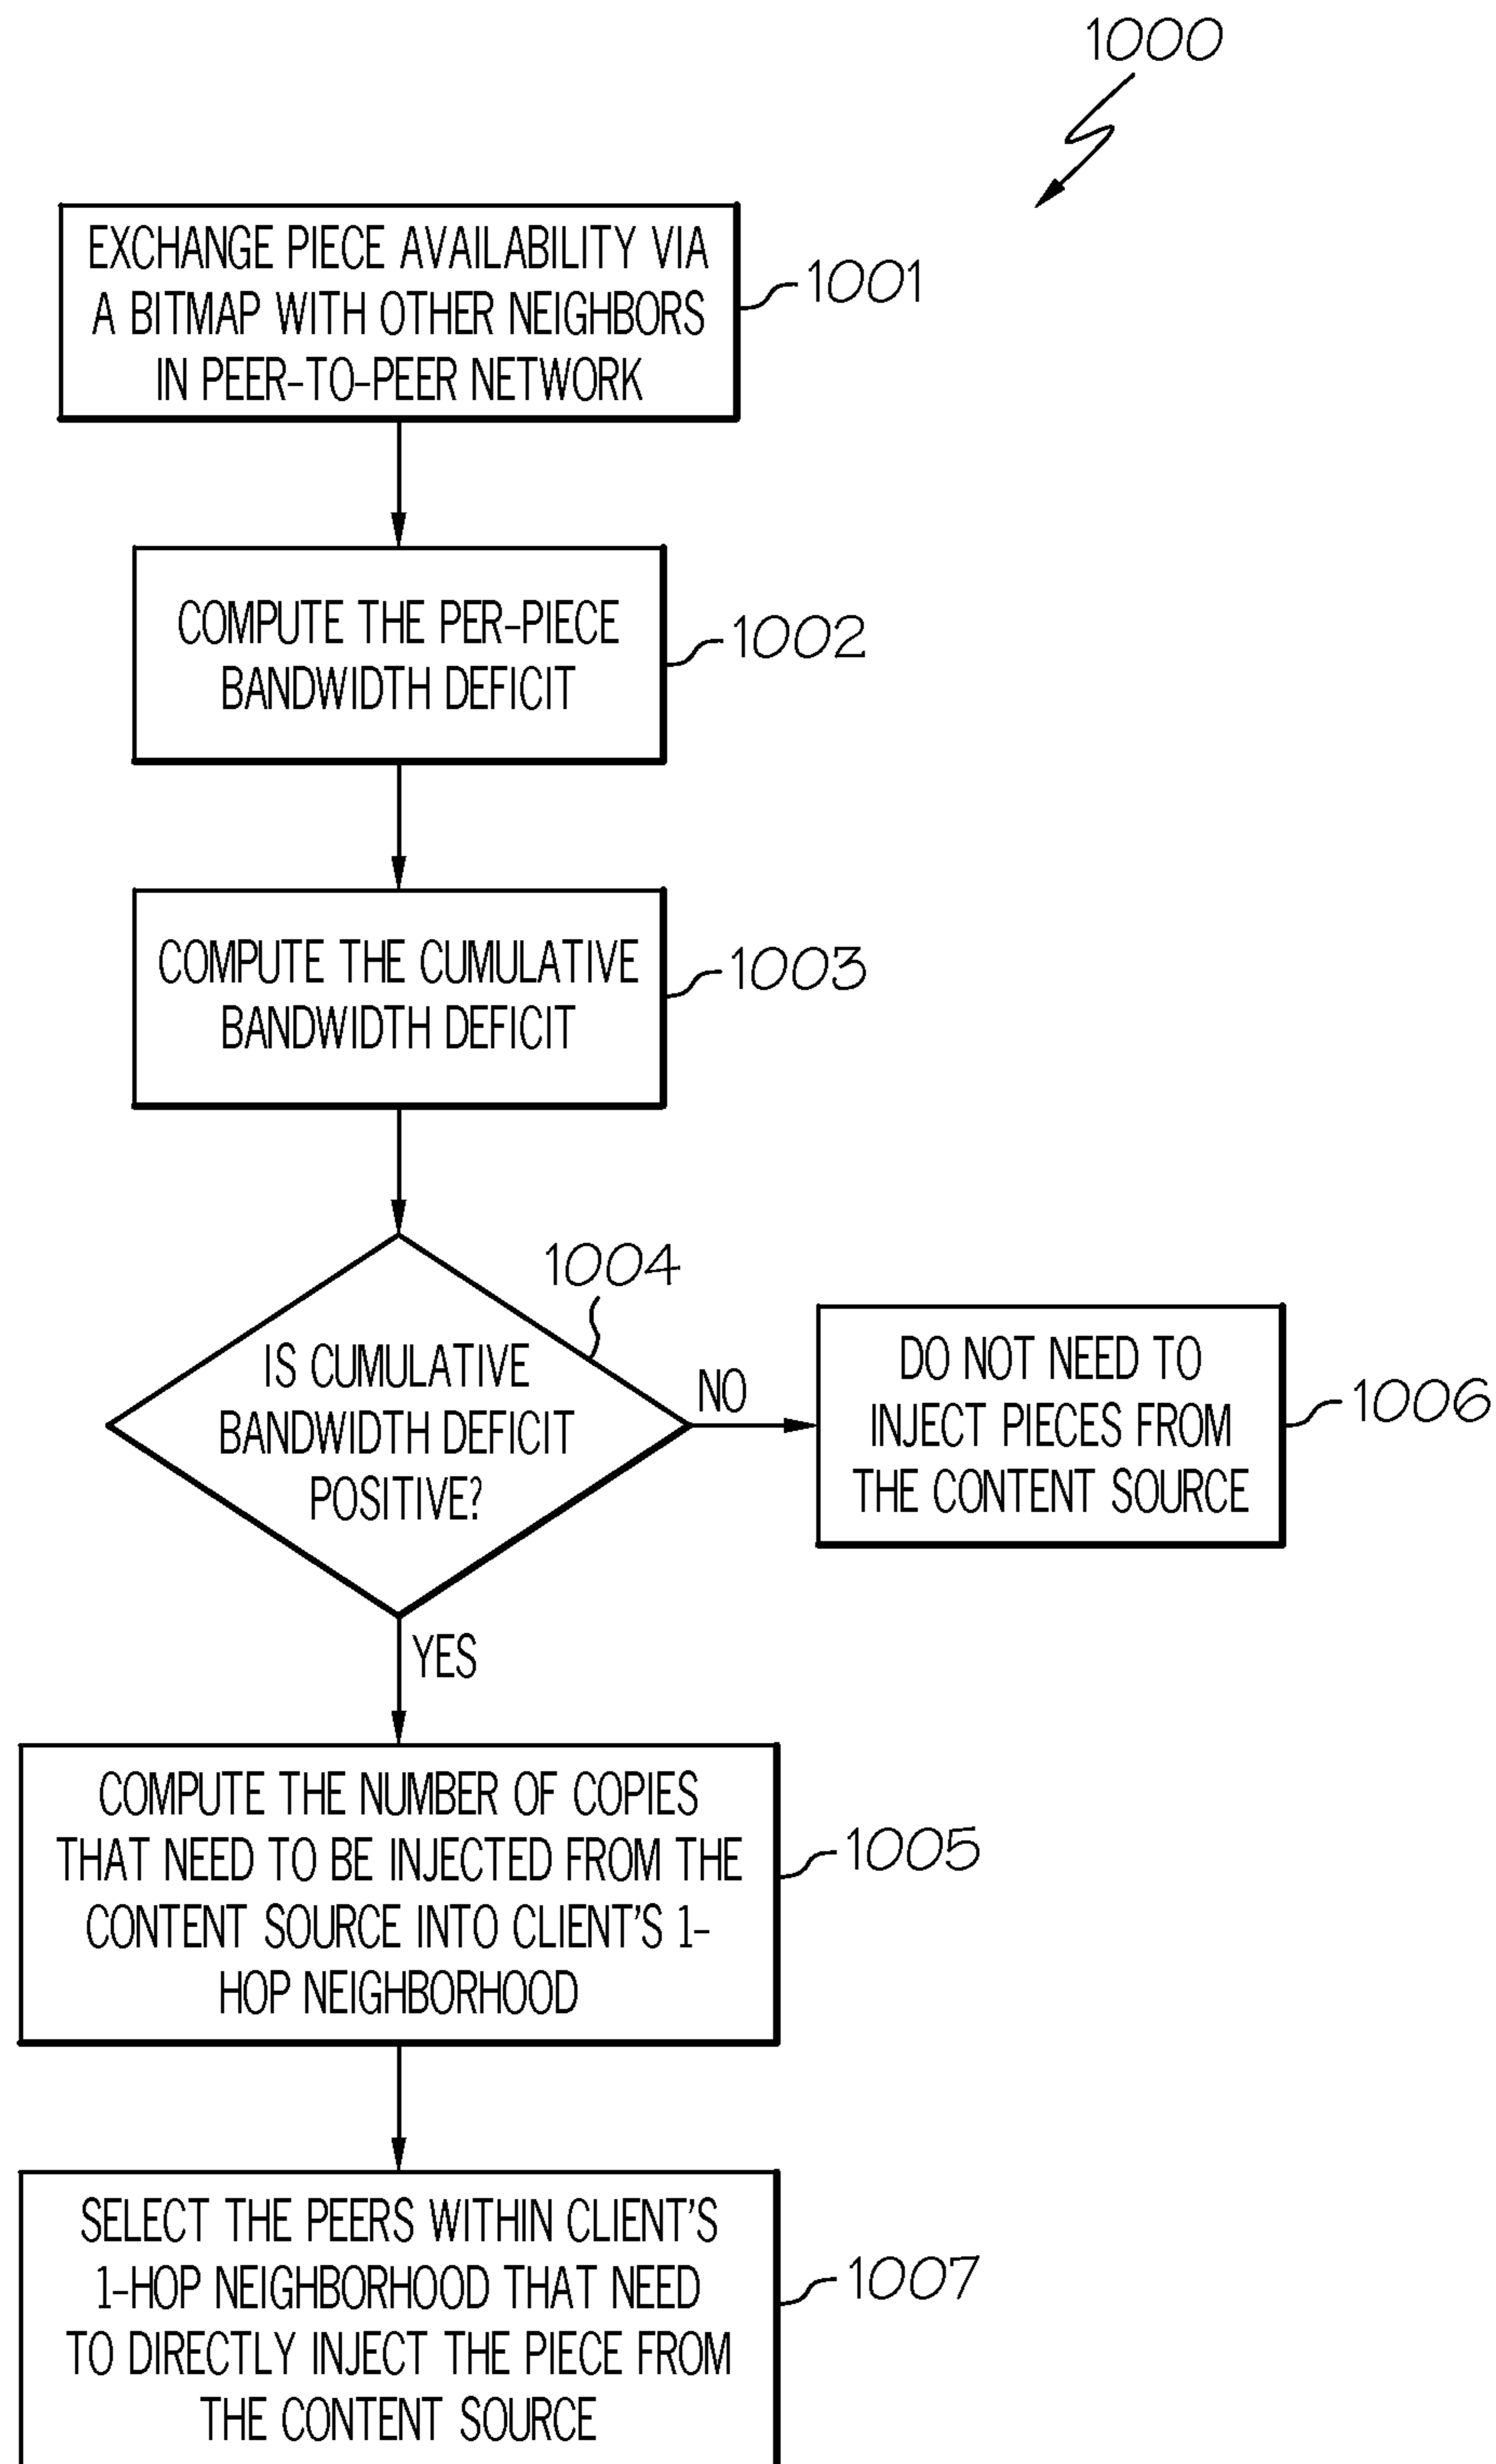 1000
EXCHANGE PIECE AVAILABILITY VIA
A BITMAP WITH OTHER NEIGHBORS
IN PEER-TO-PEER NETWORK
1001
COMPUTE THE PER-PIECE
BANDWIDTH DEFICIT
1002
COMPUTE THE CUMULATIVE
BANDWIDTH DEFICIT
1003
1004
IS CUMULATIVE
BANDWIDTH DEFICIT
POSITIVE?
NO
DO NOT NEED TO
INJECT PIECES FROM
THE CONTENT SOURCE
1006
YES
COMPUTE THE NUMBER OF COPIES
THAT NEED TO BE INJECTED FROM THE
CONTENT SOURCE INTO CLIENT'S 1-
HOP NEIGHBORHOOD
1005
SELECT THE PEERS WITHIN CLIENT'S
1-HOP NEIGHBORHOOD THAT NEED
TO DIRECTLY INJECT THE PIECE FROM
THE CONTENT SOURCE
1007